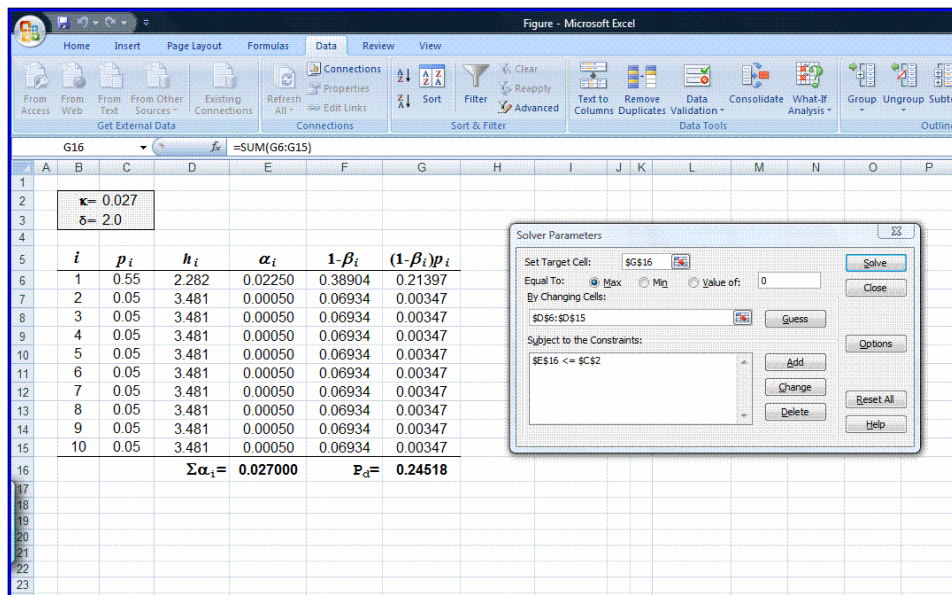 Figure - Microsoft Excel
Home Insert Page Layout Formulas Data Review View
From Access
From Web
From Text
From Other Sources
Existing Connections
Get External Data
Refresh All
Connections
Properties
Edit Links
Connections
Sort
Filter
Clear
Reapply
Advanced
Sort & Filter
Text to Columns
Remove Duplicates
Data Validation
Consolidate
What-If Analysis
Data Tools
Group
Ungroup
Outline
G16 fx =SUM(G6:G15)
A B C D E F G H I J K L M N O P
1
2 κ= 0.027
3 δ= 2.0
4
5 i pi hi αi 1-βi (1-βi)pi
6 1 0.55 2.282 0.02250 0.38904 0.21397
7 2 0.05 3.481 0.00050 0.06934 0.00347
8 3 0.05 3.481 0.00050 0.06934 0.00347
9 4 0.05 3.481 0.00050 0.06934 0.00347
10 5 0.05 3.481 0.00050 0.06934 0.00347
11 6 0.05 3.481 0.00050 0.06934 0.00347
12 7 0.05 3.481 0.00050 0.06934 0.00347
13 8 0.05 3.481 0.00050 0.06934 0.00347
14 9 0.05 3.481 0.00050 0.06934 0.00347
15 10 0.05 3.481 0.00050 0.06934 0.00347
16 Σαi= 0.027000 Pd= 0.24518
17
18
19
20
21
22
23
Solver Parameters
Set Target Cell: $G$16
Equal To: Max Min Value of: 0
By Changing Cells:
$D$6:$D$15
Guess
Subject to the Constraints:
$E$16 <= $C$2
Add
Change
Delete
Solve
Close
Options
Reset All
Help